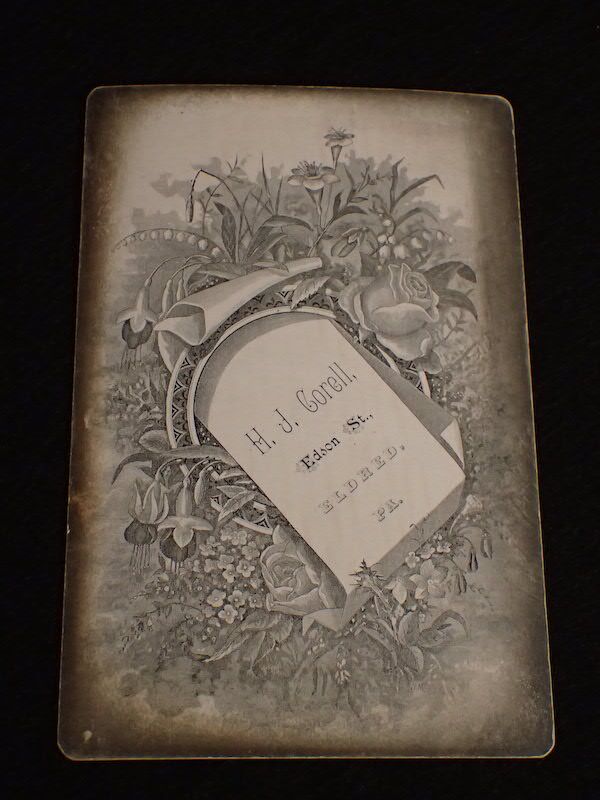 H. J. Corell,
Edson St.,
ELDRED,
PA.